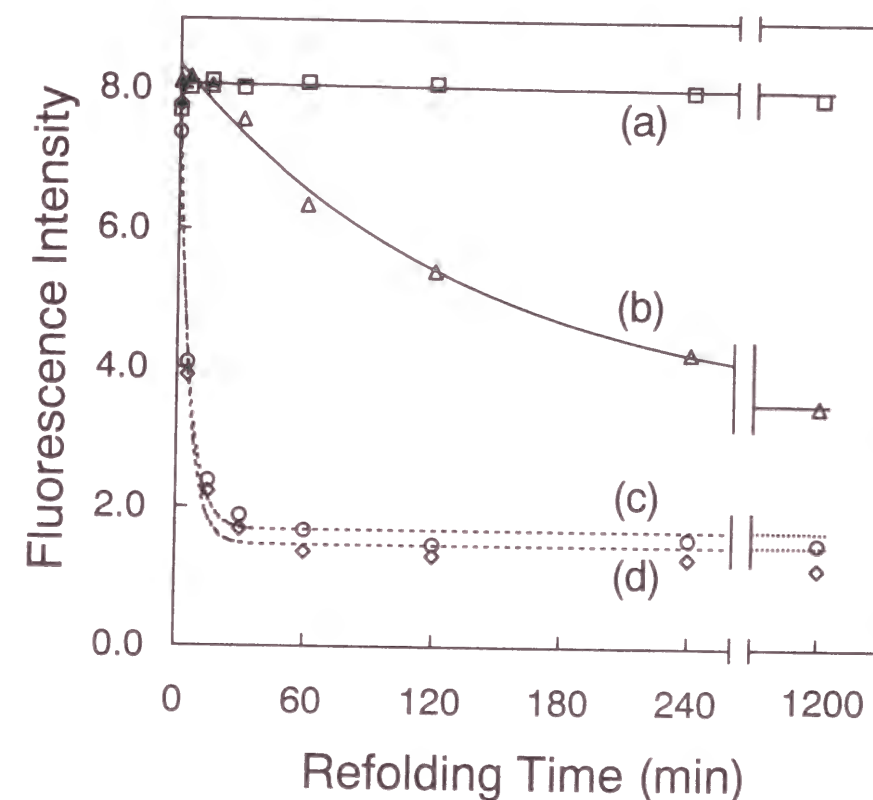 Fluorescence Intensity
8.0
6.0
4.0
2.0
0.0
(a)
(b)
(c)
(d)
0 60 120 180 240 1200
Refolding Time (min)